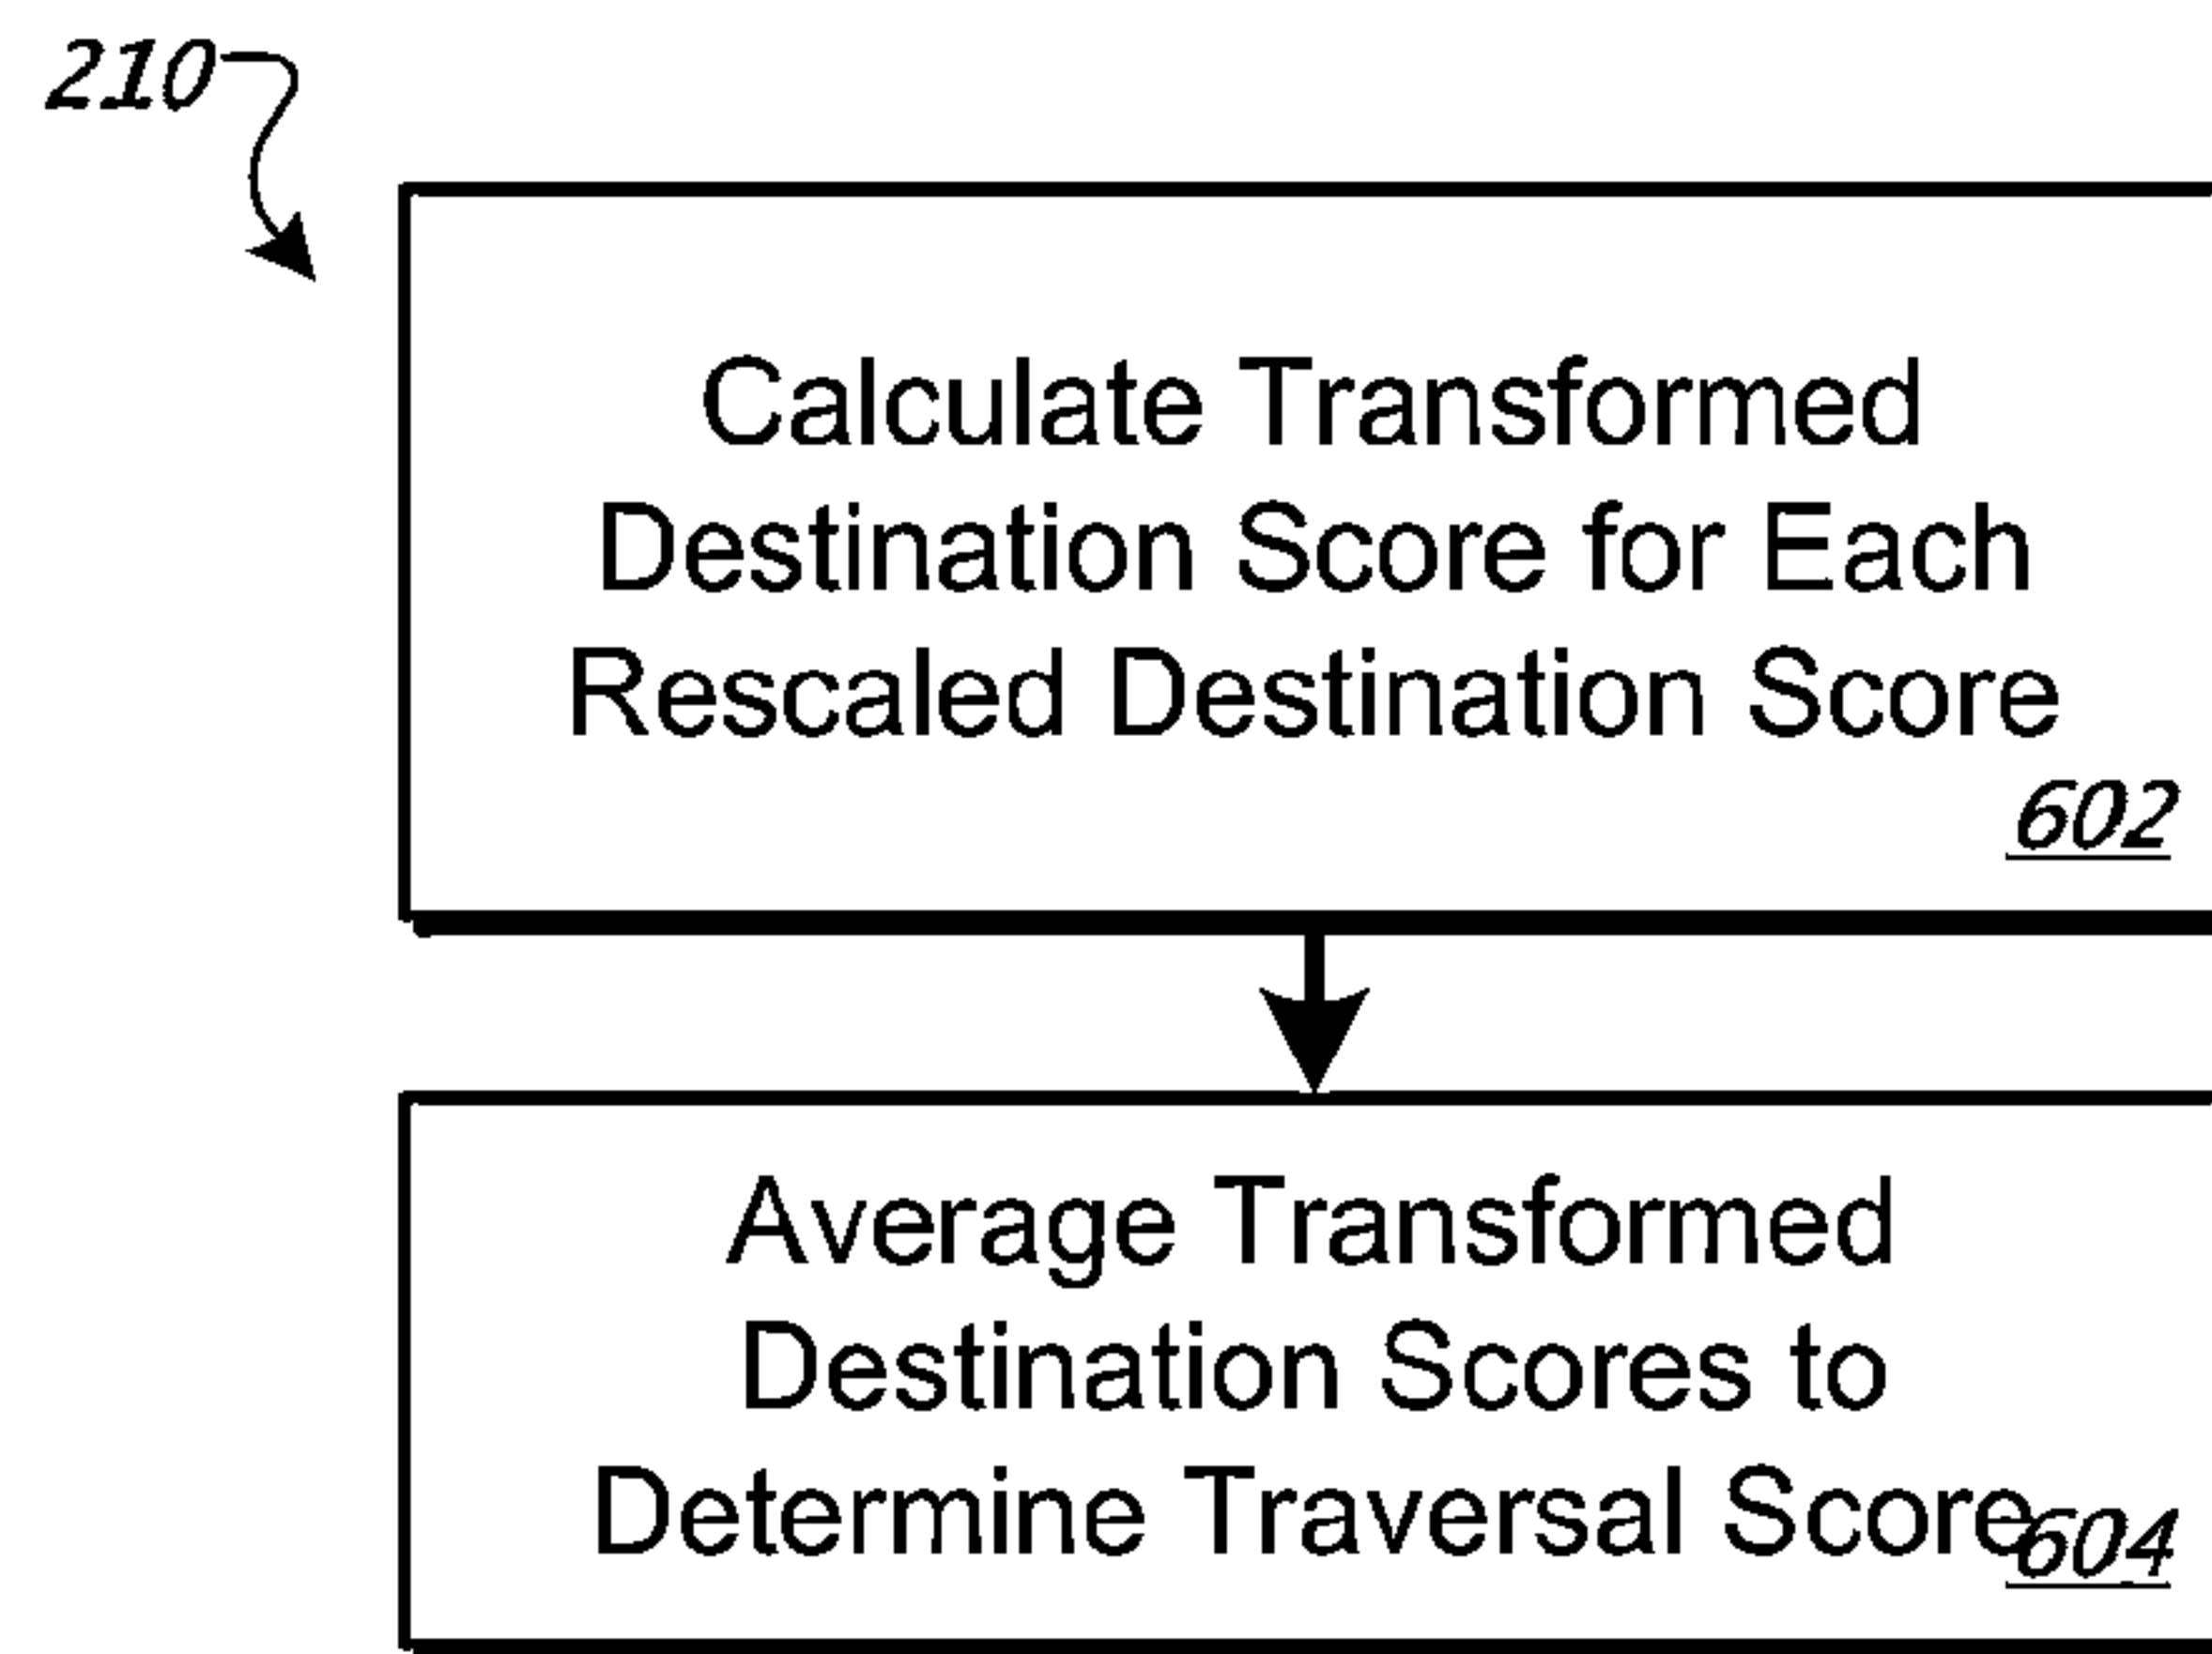 210
Calculate Transformed
Destination Score for Each
Rescaled Destination Score
602
Average Transformed
Destination Scores to
Determine Traversal Score
604